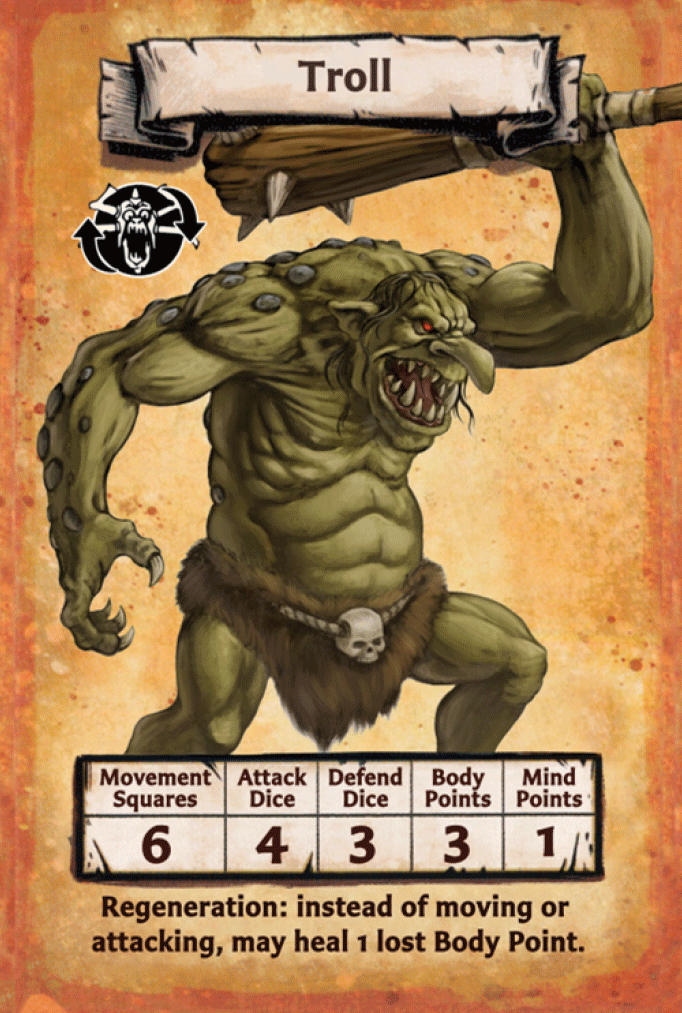 Troll
Movement Squares Attack Dice Defend Dice Body Points Mind Points
6 4 3 3 1
Regeneration: instead of moving or
attacking, may heal 1 lost Body Point.